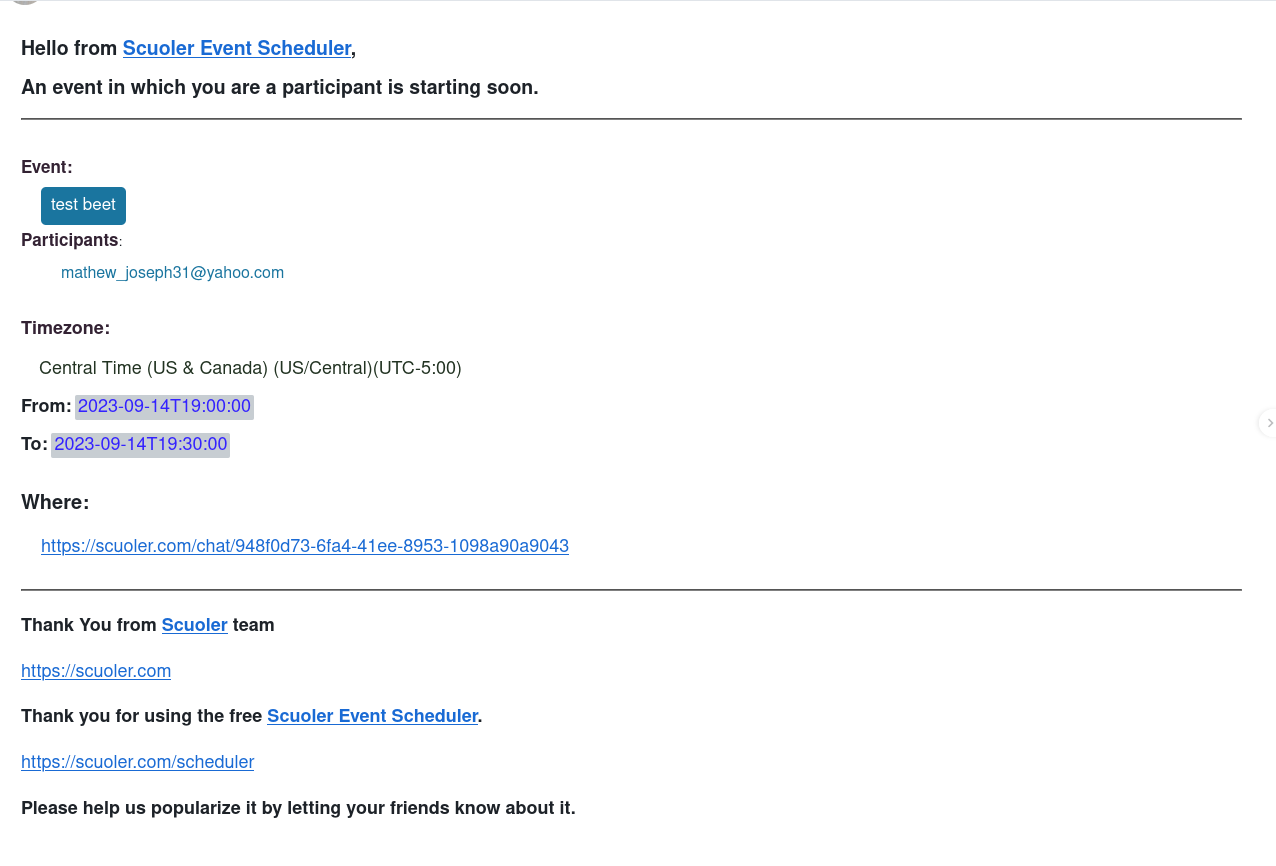 Hello from Scuoler Event Scheduler,
An event in which you are a participant is starting soon.
Event:
test beet
Participants:
mathew_joseph31@yahoo.com
Timezone:
Central Time (US & Canada) (US/Central)(UTC-5:00)
From: 2023-09-14T19:00:00
To: 2023-09-14T19:30:00
Where:
https://scuoler.com/chat/948f0d73-6fa4-41ee-8953-1098a90a9043
Thank You from Scuoler team
https://scuoler.com
Thank you for using the free Scuoler Event Scheduler.
https://scuoler.com/scheduler
Please help us popularize it by letting your friends know about it.